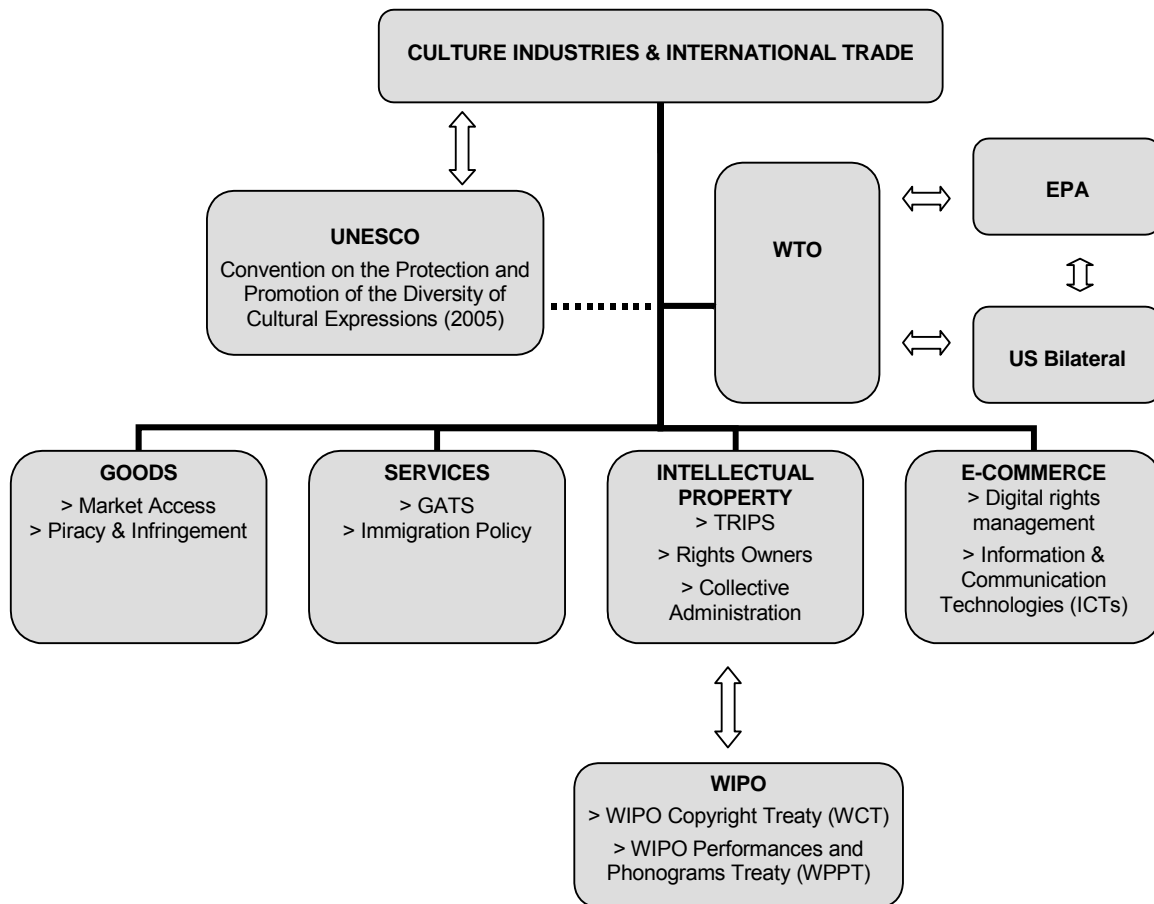 CULTURE INDUSTRIES & INTERNATIONAL TRADE
UNESCO
Convention on the Protection and
Promotion of the Diversity of
Cultural Expressions (2005)
WTO
EPA
US Bilateral
GOODS
> Market Access
> Piracy & Infringement
SERVICES
> GATS
> Immigration Policy
INTELLECTUAL
PROPERTY
> TRIPS
> Rights Owners
> Collective
Administration
E-COMMERCE
> Digital rights
management
> Information &
Communication
Technologies (ICTs)
WIPO
> WIPO Copyright Treaty (WCT)
> WIPO Performances and
Phonograms Treaty (WPPT)